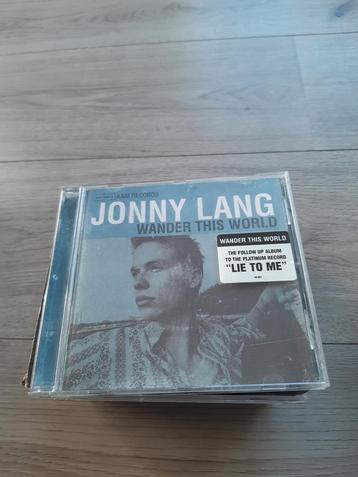 A&M RECORDS
JONNY LANG
WANDER THIS WORLD
WANDER THIS WORLD
THE FOLLOW UP ALBUM
TO THE PLATINUM RECORD
"LIE TO ME"